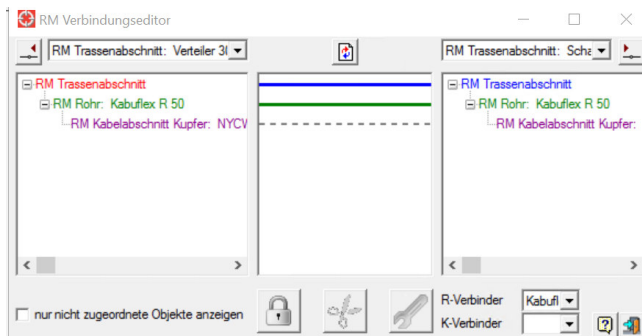 RM Verbindungseditor
RM Trassenabschnitt: Verteiler 30
RM Trassenabschnitt: Scha
RM Trassenabschnitt
RM Rohr: Kabuflex R 50
RM Kabelabschnitt Kupfer: NYCW
RM Trassenabschnitt
RM Rohr: Kabuflex R 50
RM Kabelabschnitt Kupfer:
nur nicht zugeordnete Objekte anzeigen
R-Verbinder Kabufl
K-Verbinder